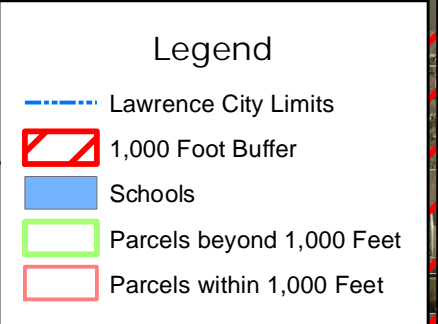 Legend
Lawrence City Limits
1,000 Foot Buffer
Schools
Parcels beyond 1,000 Feet
Parcels within 1,000 Feet